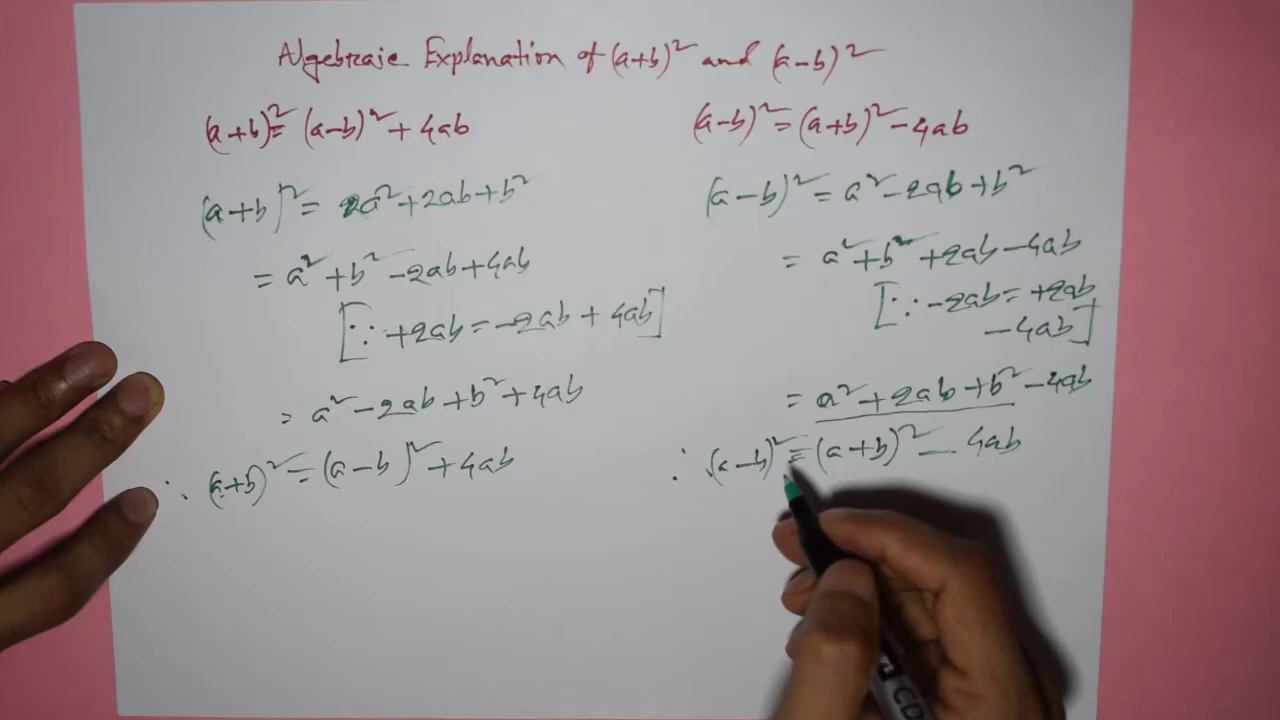 Algebraic Explanation of (a+b)² and (a-b)²
(a+b)² = (a-b)² + 4ab
(a+b)² = a² + 2ab + b²
= a² + b² - 2ab + 4ab
[∵ +2ab = -2ab + 4ab]
= a² - 2ab + b² + 4ab
∴ (a+b)² = (a-b)² + 4ab
(a-b)² = (a+b)² - 4ab
(a-b)² = a² - 2ab + b²
= a² + b² + 2ab - 4ab
[∵ -2ab = +2ab
- 4ab]
= a² + 2ab + b² - 4ab
∴ (a-b)² = (a+b)² - 4ab
CD